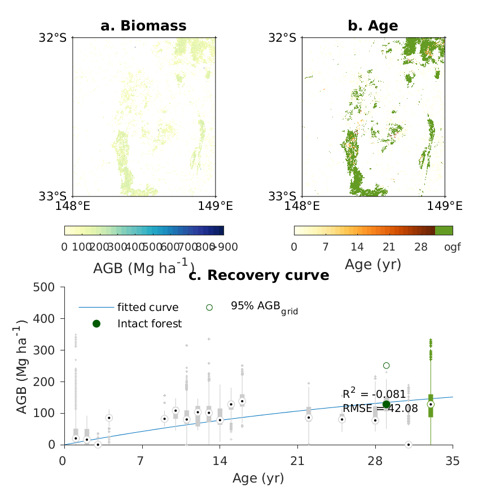 a. Biomass
b. Age
32°S
32°S
33°S
33°S
148°E 149°E
148°E 149°E
0 100 200 300 400 500 600 700 800 >900
0 7 14 21 28 ogf
AGB (Mg ha-1)
Age (yr)
c. Recovery curve
500
400
300
200
100
0
AGB (Mg ha-1)
fitted curve
Intact forest
95% AGBgrid
R2 = -0.081
RMSE = 42.08
0 7 14 21 28 35
Age (yr)